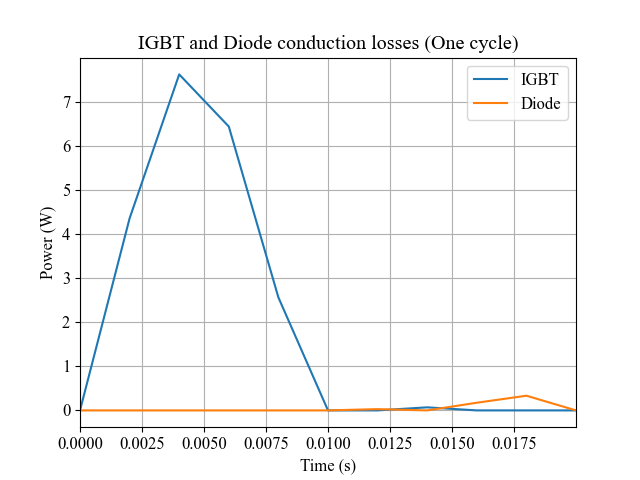 IGBT and Diode conduction losses (One cycle)
IGBT
Diode
Power (W)
7
6
5
4
3
2
1
0
0.0000 0.0025 0.0050 0.0075 0.0100 0.0125 0.0150 0.0175
Time (s)